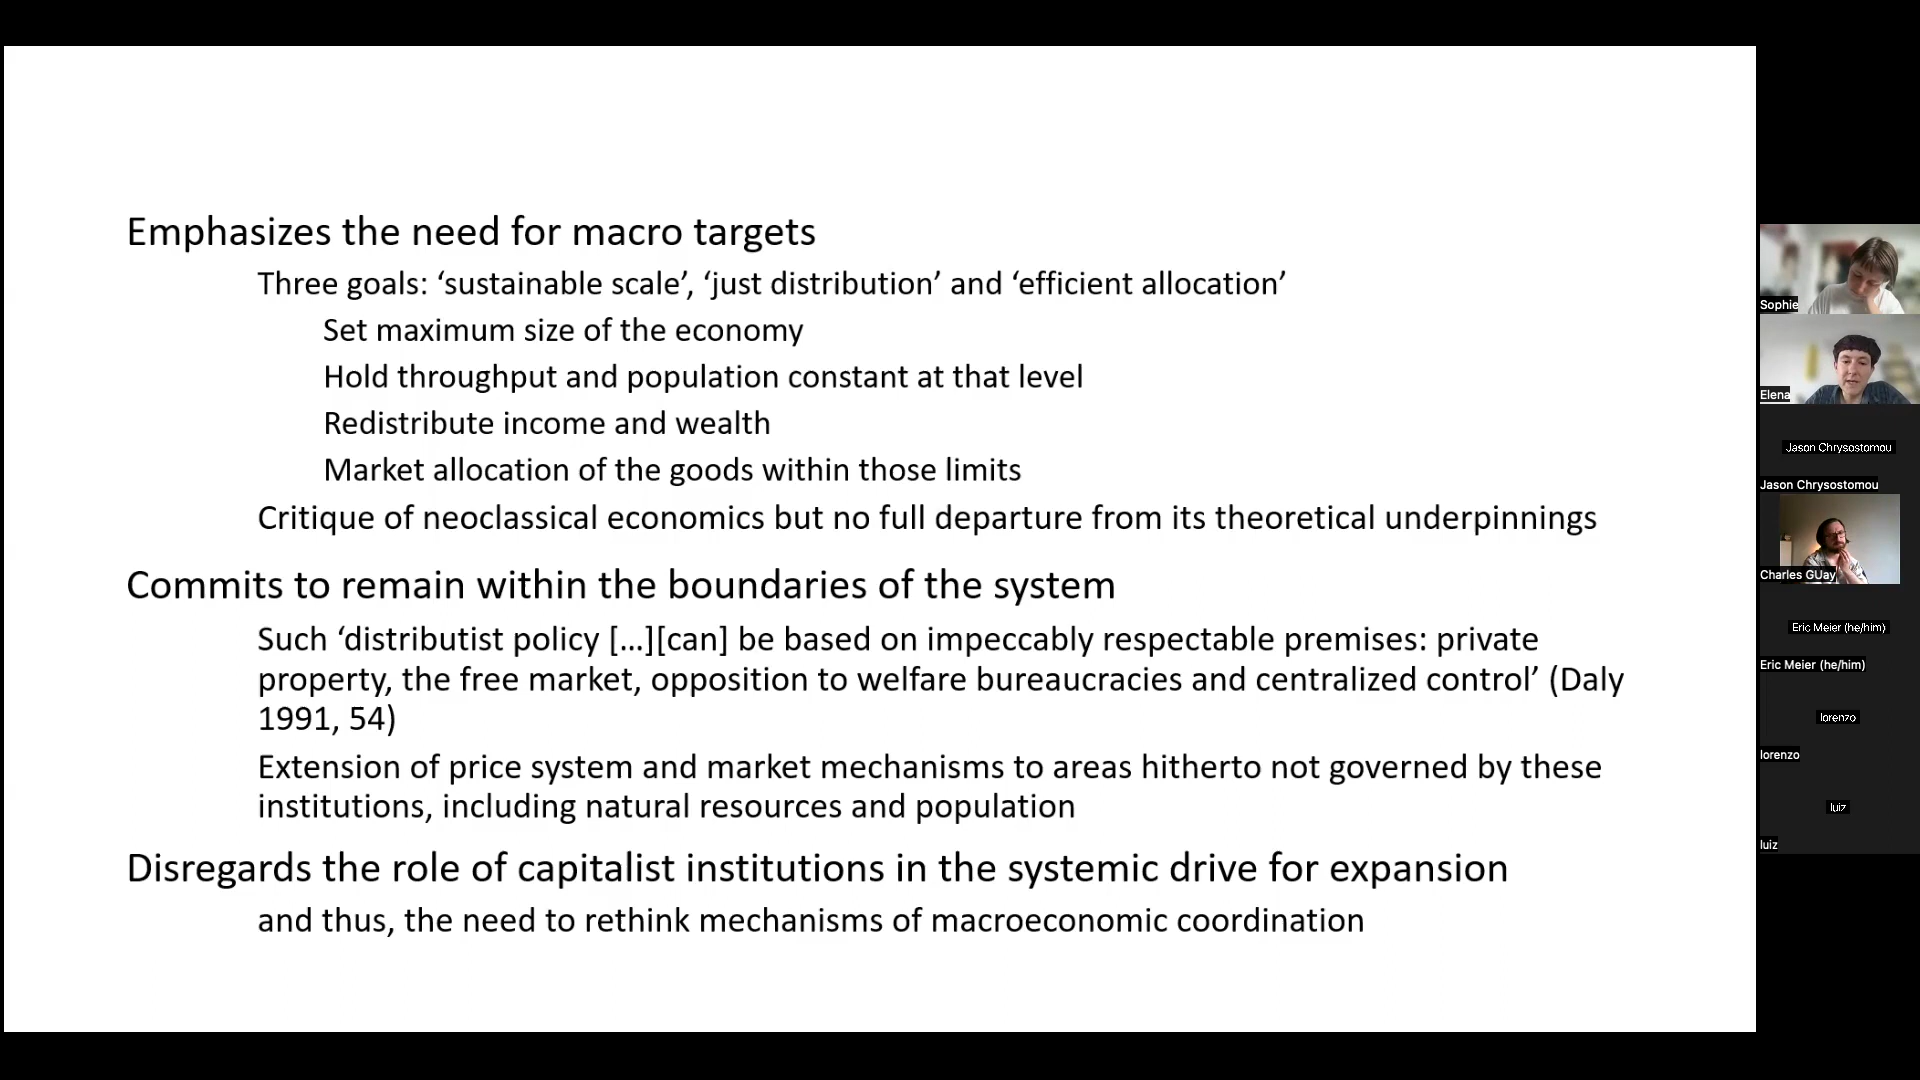 Emphasizes the need for macro targets
Three goals: ‘sustainable scale’, ‘just distribution’ and ‘efficient allocation’
Set maximum size of the economy
Hold throughput and population constant at that level
Redistribute income and wealth
Market allocation of the goods within those limits
Critique of neoclassical economics but no full departure from its theoretical underpinnings
Commits to remain within the boundaries of the system
Such ‘distributist policy […][can] be based on impeccably respectable premises: private
property, the free market, opposition to welfare bureaucracies and centralized control’ (Daly
1991, 54)
Extension of price system and market mechanisms to areas hitherto not governed by these
institutions, including natural resources and population
Disregards the role of capitalist institutions in the systemic drive for expansion
and thus, the need to rethink mechanisms of macroeconomic coordination
Sophie
Elena
Jason Chrysostomou
Jason Chrysostomou
Charles GUay
Eric Meier (he/him)
Eric Meier (he/him)
lorenzo
lorenzo
luiz
luiz